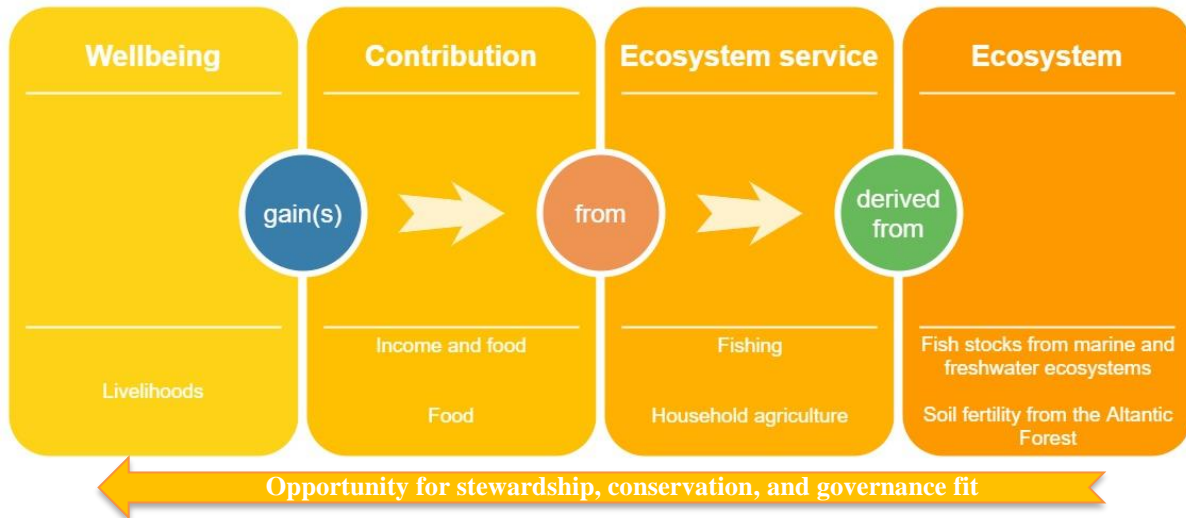 Wellbeing
Contribution
Ecosystem service
Ecosystem
gain(s)
from
derived
from
Livelihoods
Income and food
Food
Fishing
Household agriculture
Fish stocks from marine and
freshwater ecosystems
Soil fertility from the Altantic
Forest
Opportunity for stewardship, conservation, and governance fit